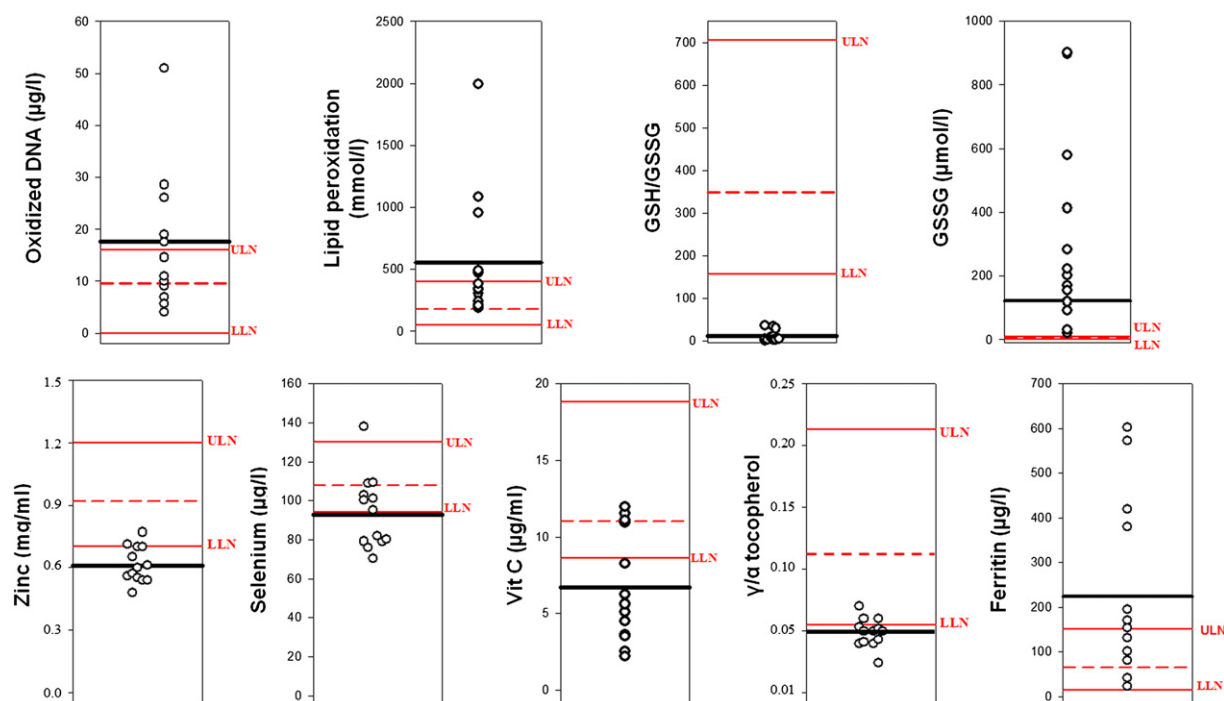 Oxidized DNA (µg/l)
60
50
40
30
20
10
0
ULN
LLN
Lipid peroxidation
(mmol/l)
2500
2000
1500
1000
500
0
ULN
LLN
GSH/GSSG
700
600
500
400
300
200
100
0
ULN
LLN
GSSG (µmol/l)
1000
800
600
400
200
0
ULN
LLN
Zinc (mg/ml)
1.5
1.2
0.9
0.6
0.3
0.0
ULN
LLN
Selenium (µg/l)
160
140
120
100
80
60
40
20
0
ULN
LLN
Vit C (µg/ml)
20
15
10
5
0
ULN
LLN
γ/α tocopherol
0.25
0.20
0.15
0.10
0.05
0.01
ULN
LLN
Ferritin (µg/l)
700
600
500
400
300
200
100
0
ULN
LLN